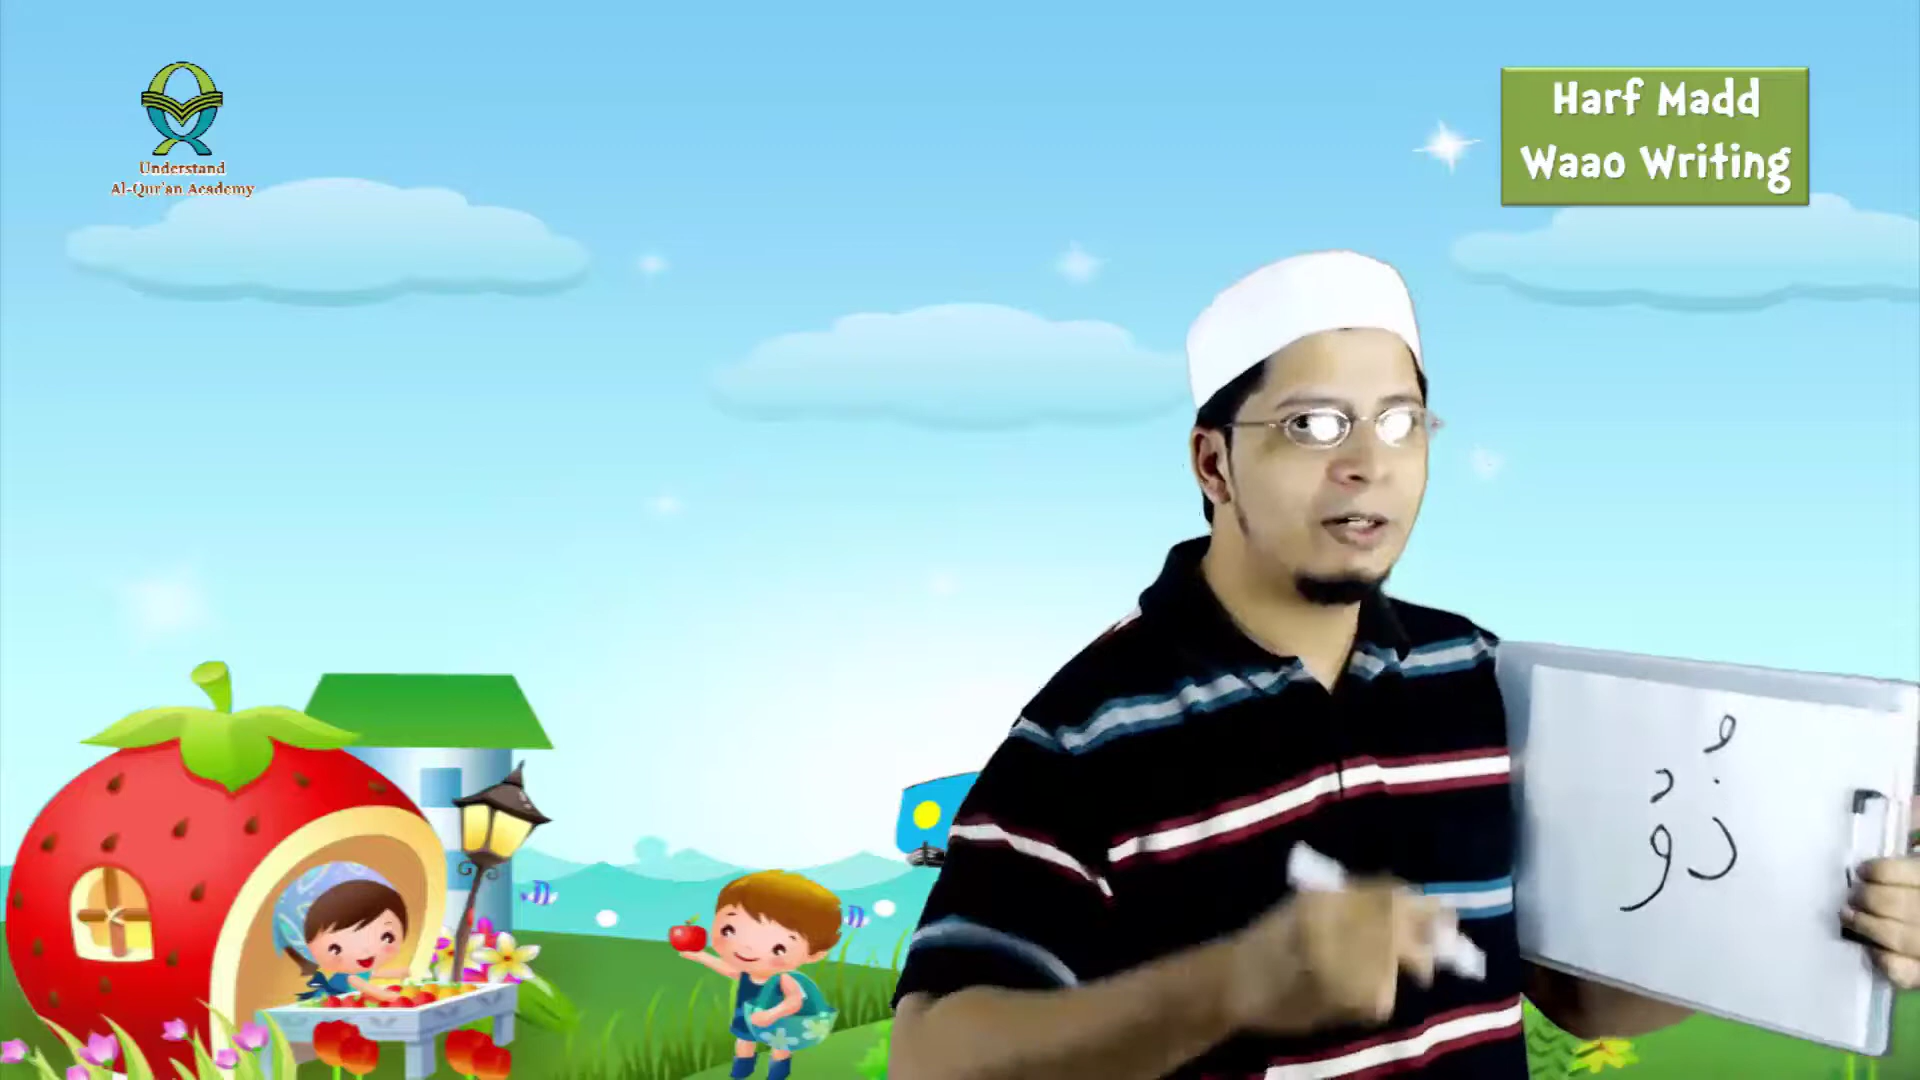 Understand
Al-Qur'an Academy
Harf Madd
Waao Writing
ذُوْ